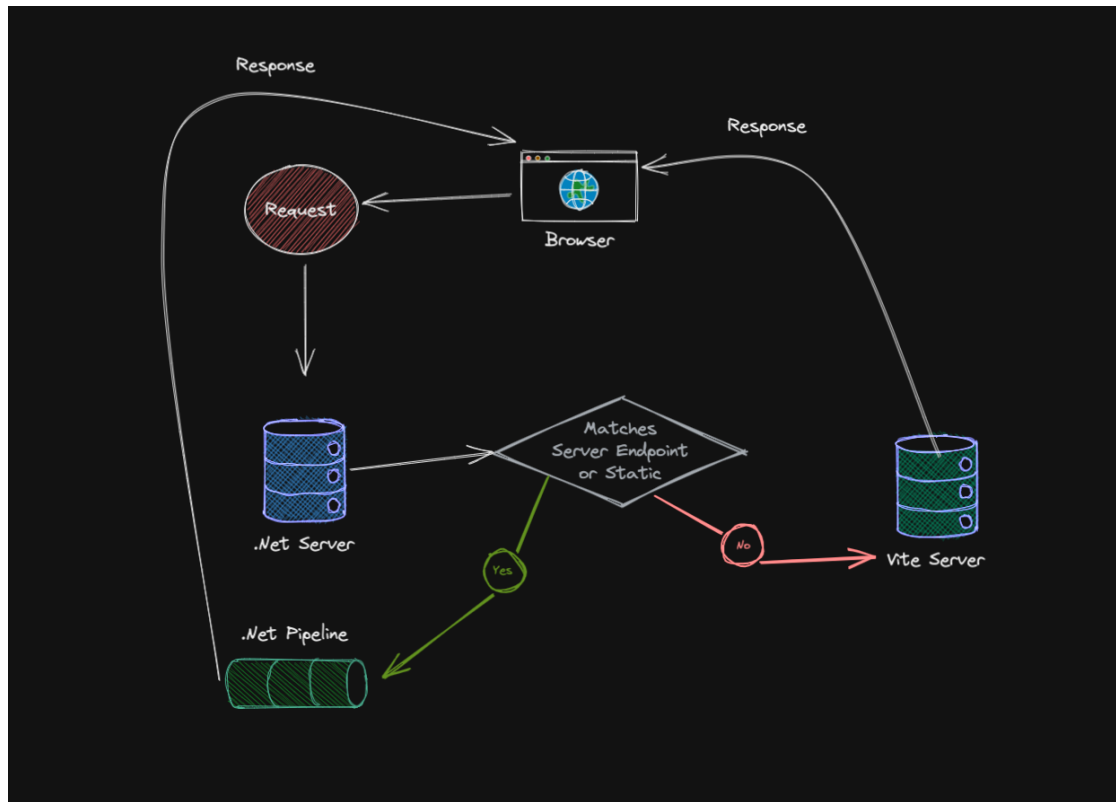 Response
Response
Request
Browser
Matches
Server Endpoint
or Static
.Net Server
No
Vite Server
Yes
.Net Pipeline